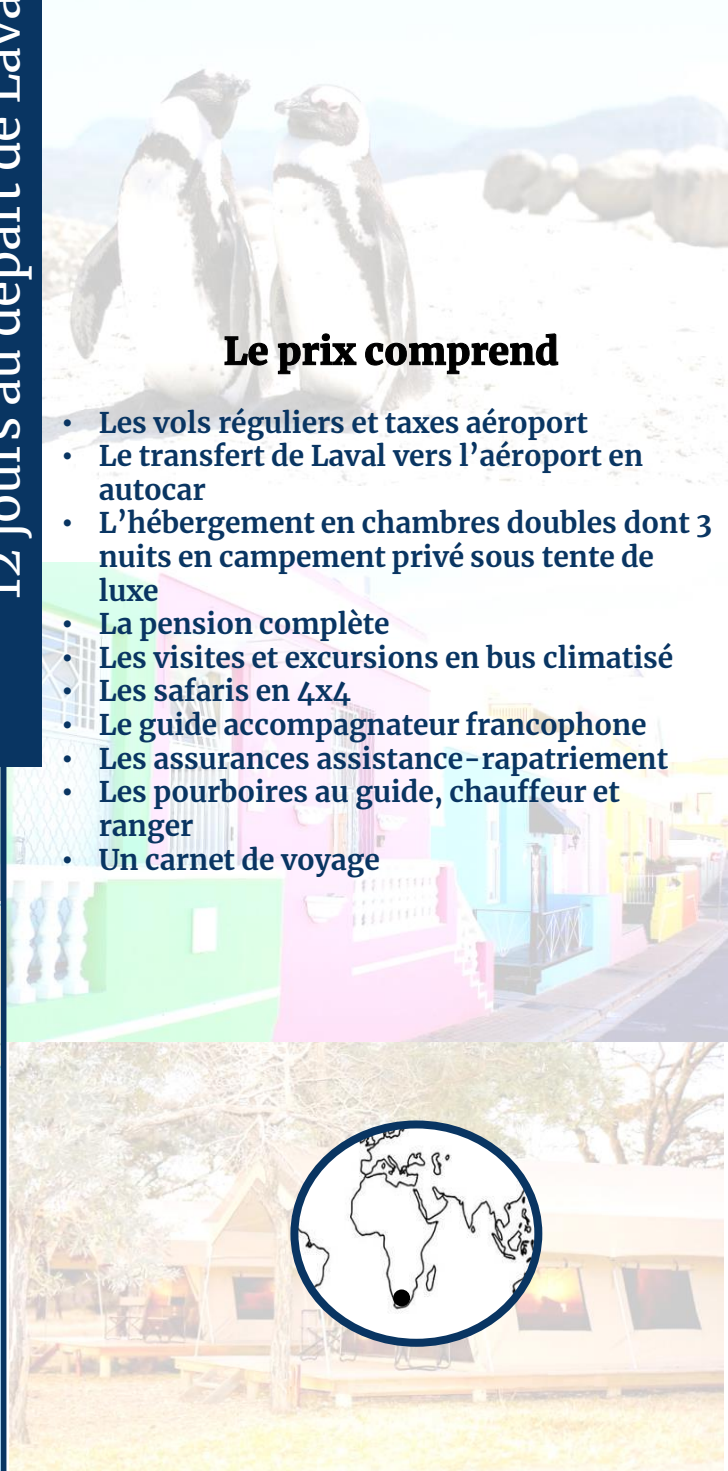 12 jours au départ de Laval
Le prix comprend
• Les vols réguliers et taxes aéroport
• Le transfert de Laval vers l’aéroport en
autocar
• L’hébergement en chambres doubles dont 3
nuits en campement privé sous tente de
luxe
• La pension complète
• Les visites et excursions en bus climatisé
• Les safaris en 4x4
• Le guide accompagnateur francophone
• Les assurances assistance-rapatriement
• Les pourboires au guide, chauffeur et
ranger
• Un carnet de voyage